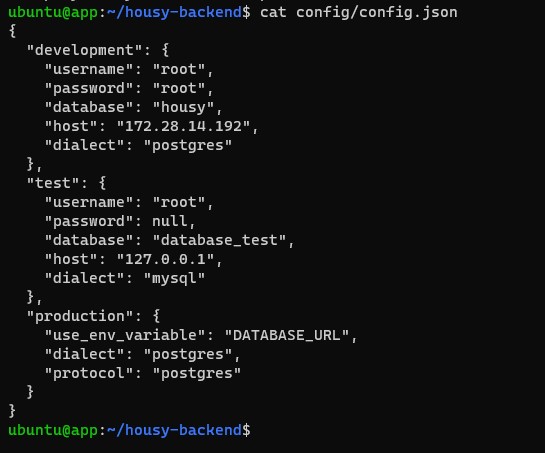 ubuntu@app:~/housy-backend$ cat config/config.json
{
  "development": {
    "username": "root",
    "password": "root",
    "database": "housy",
    "host": "172.28.14.192",
    "dialect": "postgres"
  },
  "test": {
    "username": "root",
    "password": null,
    "database": "database_test",
    "host": "127.0.0.1",
    "dialect": "mysql"
  },
  "production": {
    "use_env_variable": "DATABASE_URL",
    "dialect": "postgres",
    "protocol": "postgres"
  }
}
ubuntu@app:~/housy-backend$